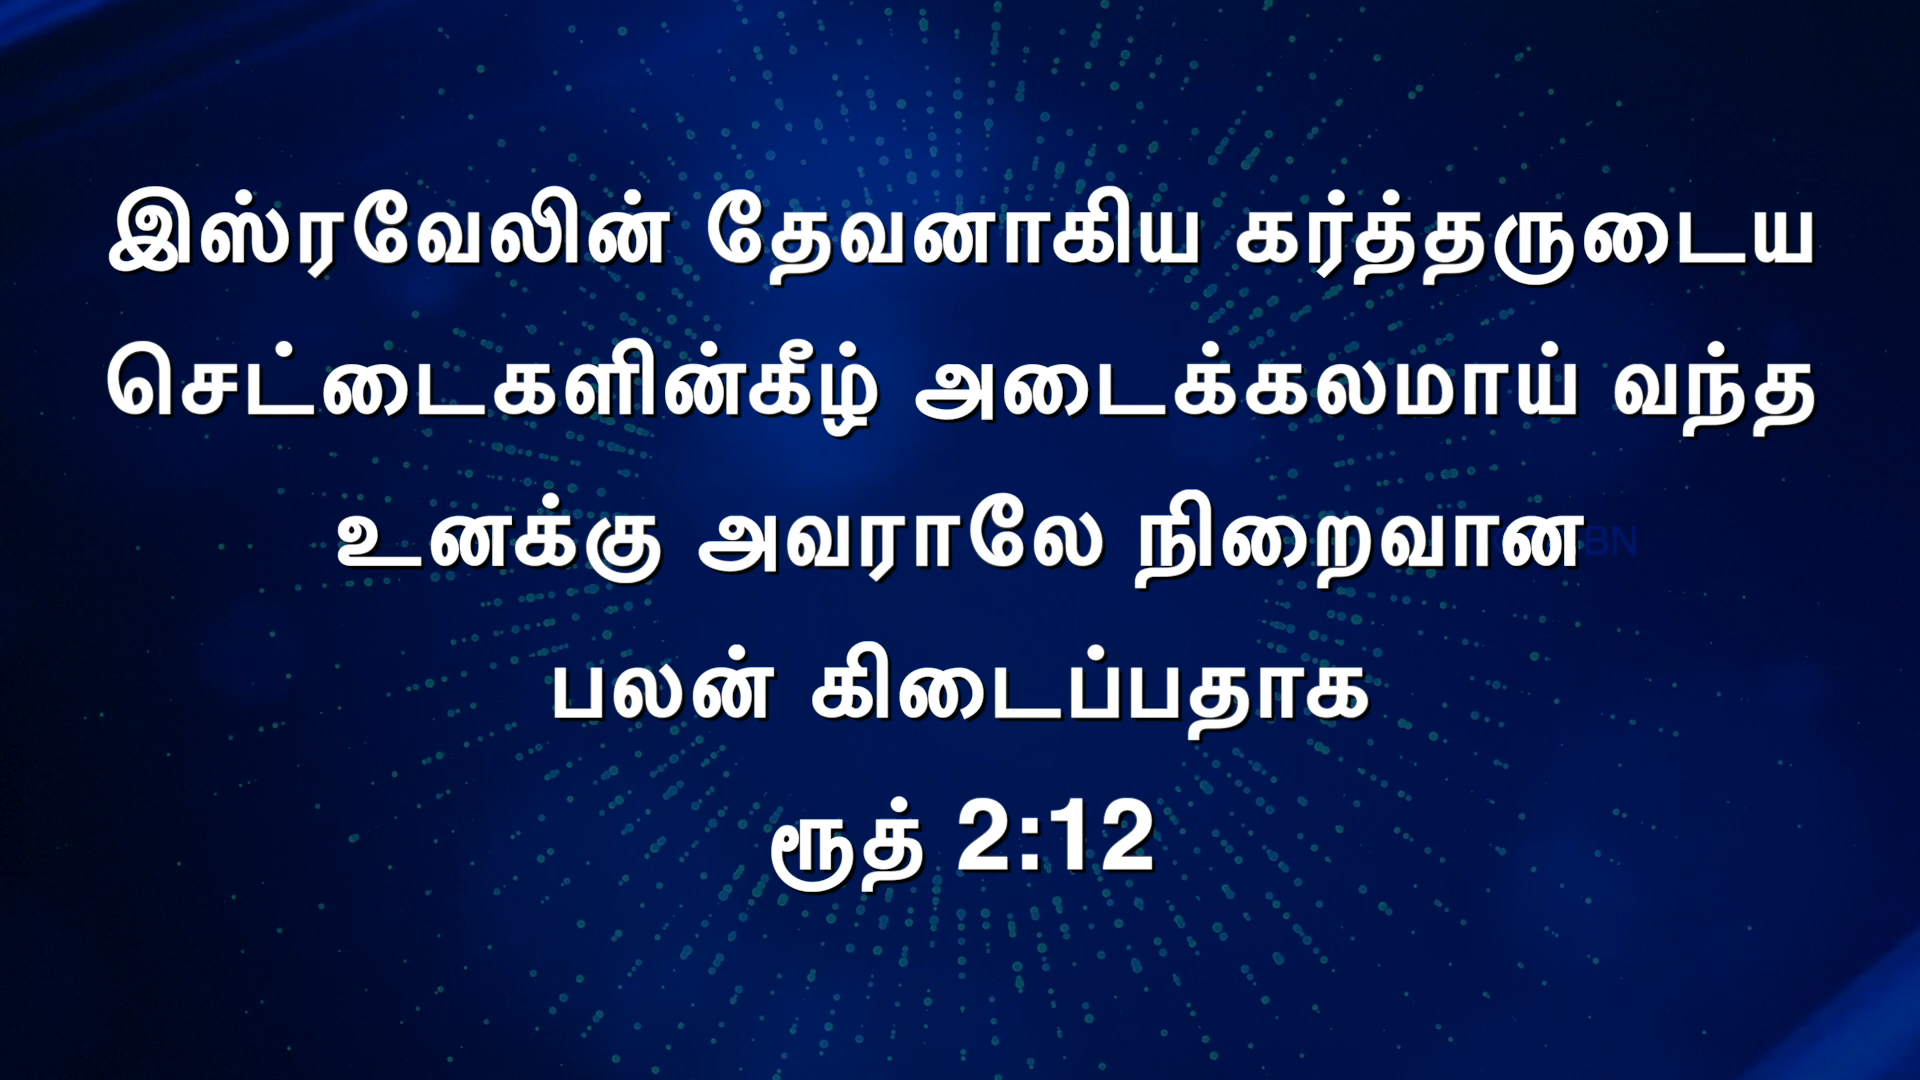 இஸ்ரவேலின் தேவனாகிய கர்த்தருடைய
செட்டைகளின்கீழ் அடைக்கலமாய் வந்த
உனக்கு அவராலே நிறைவான
பலன் கிடைப்பதாக
ரூத் 2:12